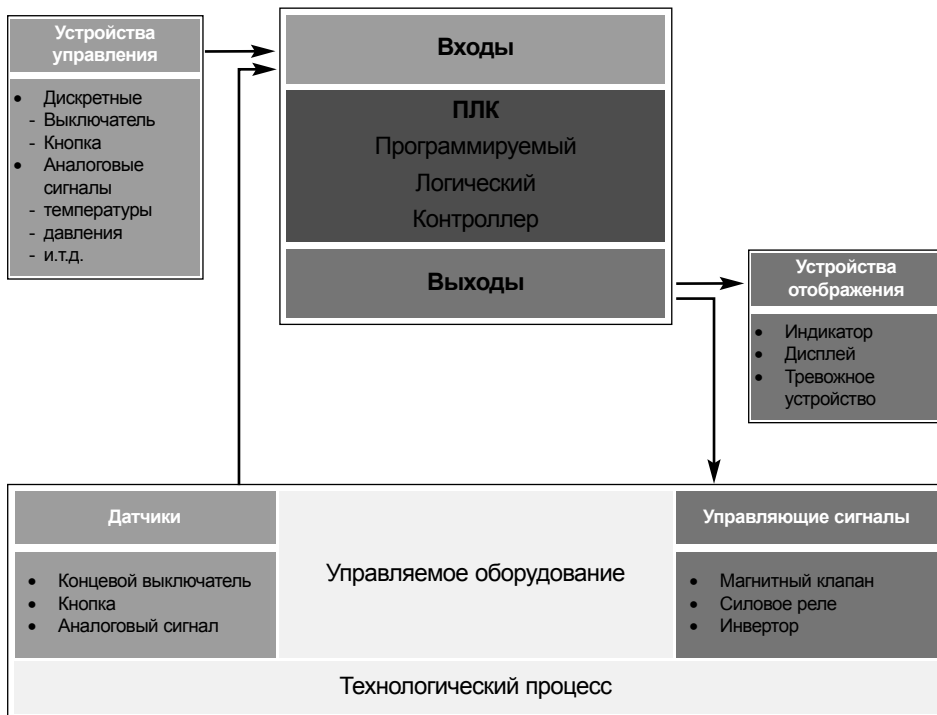 Устройства
управления
• Дискретные
- Выключатель
- Кнопка
• Аналоговые
сигналы
- температуры
- давления
- и.т.д.
Входы
ПЛК
Программируемый
Логический
Контроллер
Выходы
Устройства
отображения
• Индикатор
• Дисплей
• Тревожное
устройство
Датчики
• Концевой выключатель
• Кнопка
• Аналоговый сигнал
Управляемое оборудование
Управляющие сигналы
• Магнитный клапан
• Силовое реле
• Инвертор
Технологический процесс